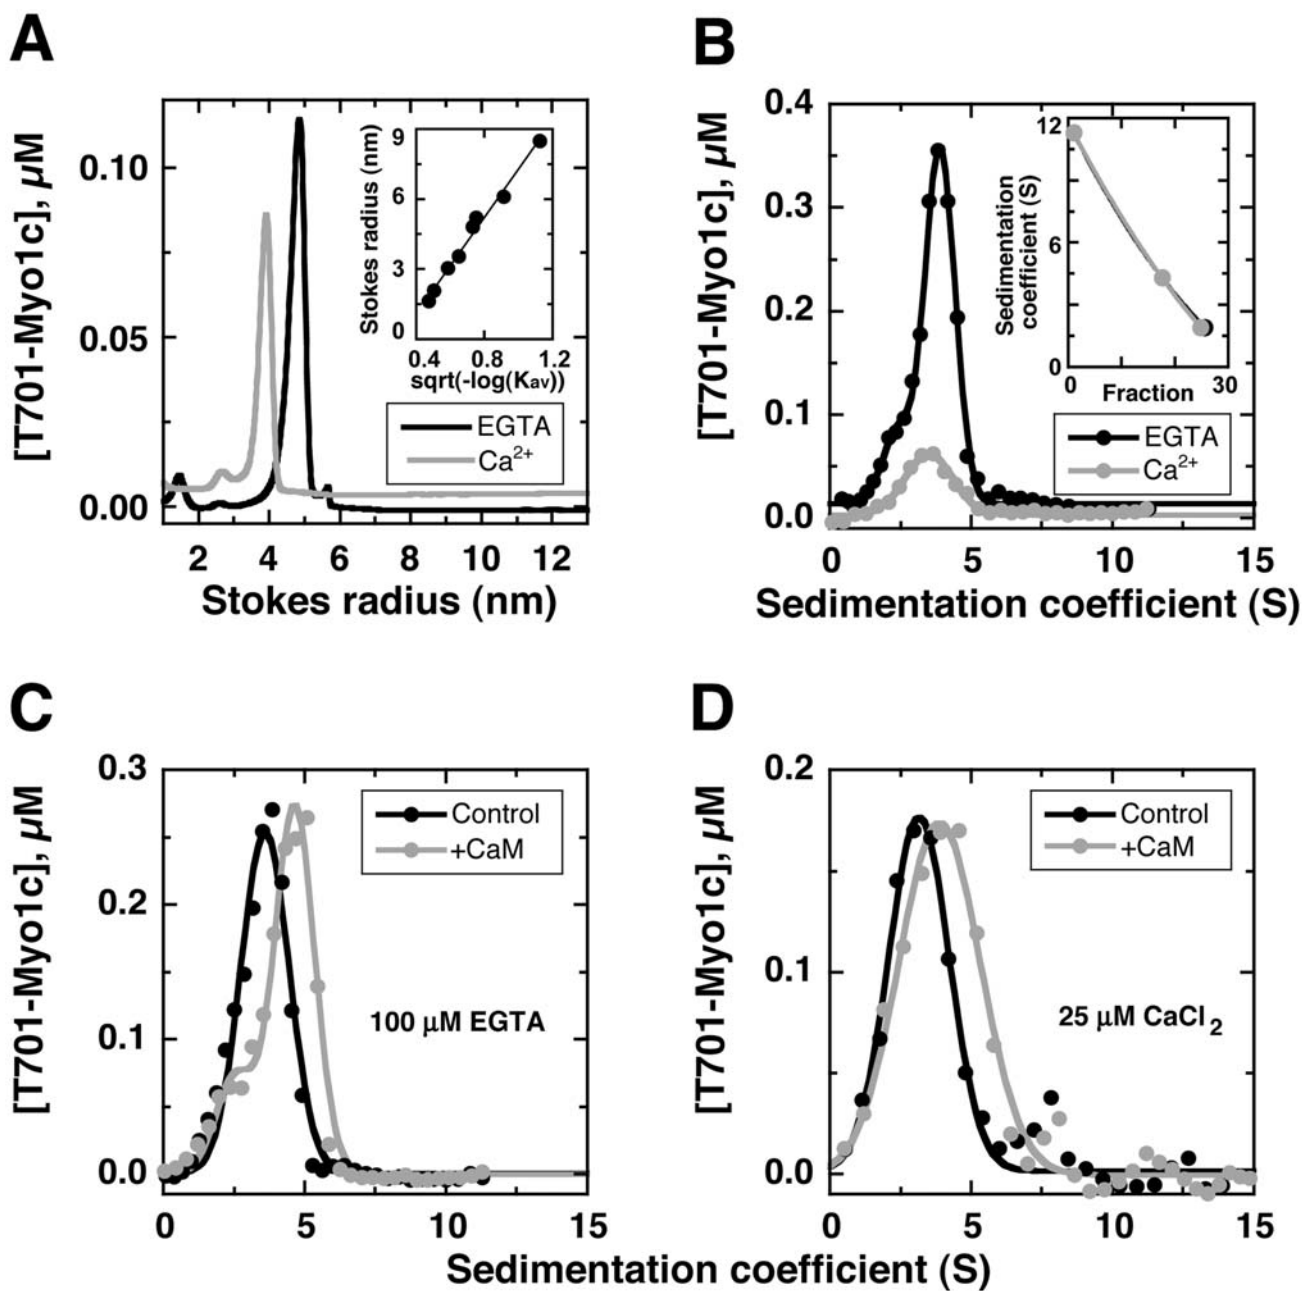 A
[T701-Myo1c], µM
0.10
0.05
0.00
2 4 6 8 10 12
Stokes radius (nm)
Stokes radius (nm)
9
6
3
0
0.4 0.8 1.2
sqrt(-log(Kav))
EGTA
Ca2+
B
[T701-Myo1c], µM
0.4
0.3
0.2
0.1
0.0
0 5 10 15
Sedimentation coefficient (S)
Sedimentation
coefficient (S)
12
6
0
0 30
Fraction
EGTA
Ca2+
C
[T701-Myo1c], µM
0.3
0.2
0.1
0.0
0 5 10 15
Control
+CaM
100 µM EGTA
D
[T701-Myo1c], µM
0.2
0.1
0.0
0 5 10 15
Control
+CaM
25 µM CaCl2
Sedimentation coefficient (S)